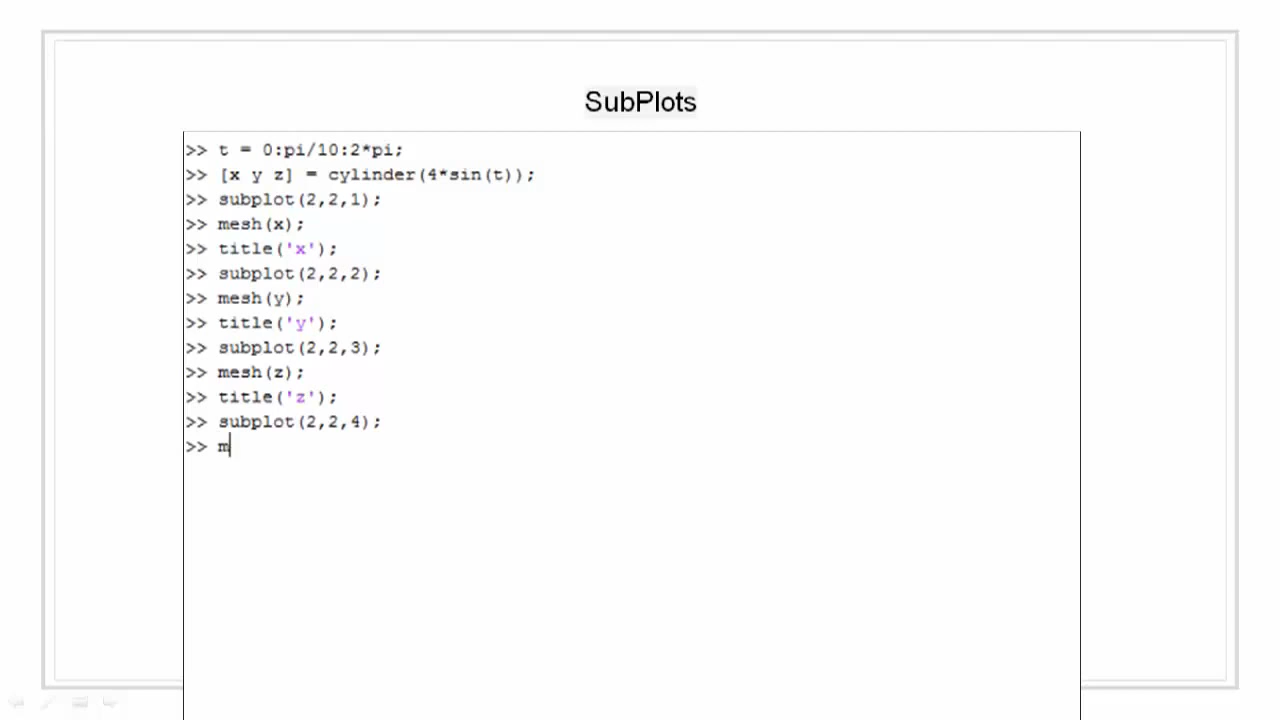 SubPlots
>> t = 0:pi/10:2*pi;
>> [x y z] = cylinder(4*sin(t));
>> subplot(2,2,1);
>> mesh(x);
>> title('x');
>> subplot(2,2,2);
>> mesh(y);
>> title('y');
>> subplot(2,2,3);
>> mesh(z);
>> title('z');
>> subplot(2,2,4);
>> m